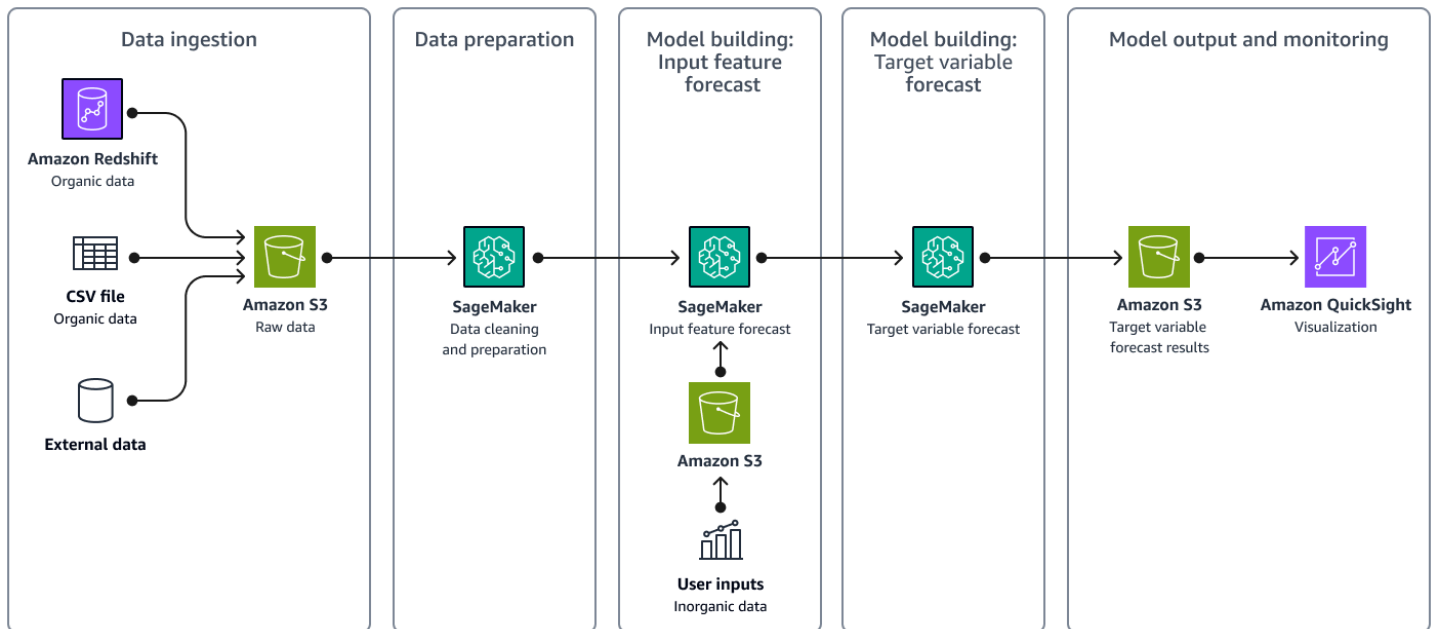 Data ingestion
Amazon Redshift
Organic data
CSV file
Organic data
External data
Amazon S3
Raw data
Data preparation
SageMaker
Data cleaning
and preparation
Model building:
Input feature
forecast
SageMaker
Input feature forecast
Amazon S3
User inputs
Inorganic data
Model building:
Target variable
forecast
SageMaker
Target variable forecast
Model output and monitoring
Amazon S3
Target variable
forecast results
Amazon QuickSight
Visualization